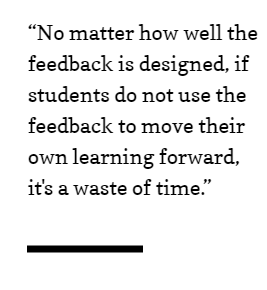 “No matter how well the
feedback is designed, if
students do not use the
feedback to move their
own learning forward,
it's a waste of time.”